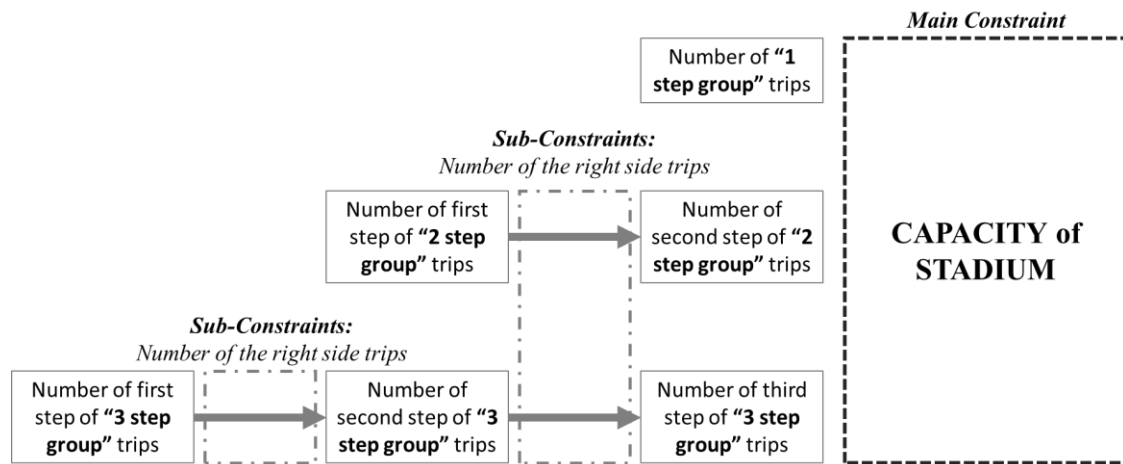 Main Constraint
Number of “1
step group” trips
Sub-Constraints:
Number of the right side trips
Number of first
step of “2 step
group” trips
Number of
second step of “2
step group” trips
CAPACITY of
STADIUM
Sub-Constraints:
Number of the right side trips
Number of first
step of “3 step
group” trips
Number of
second step of “3
step group” trips
Number of third
step of “3 step
group” trips